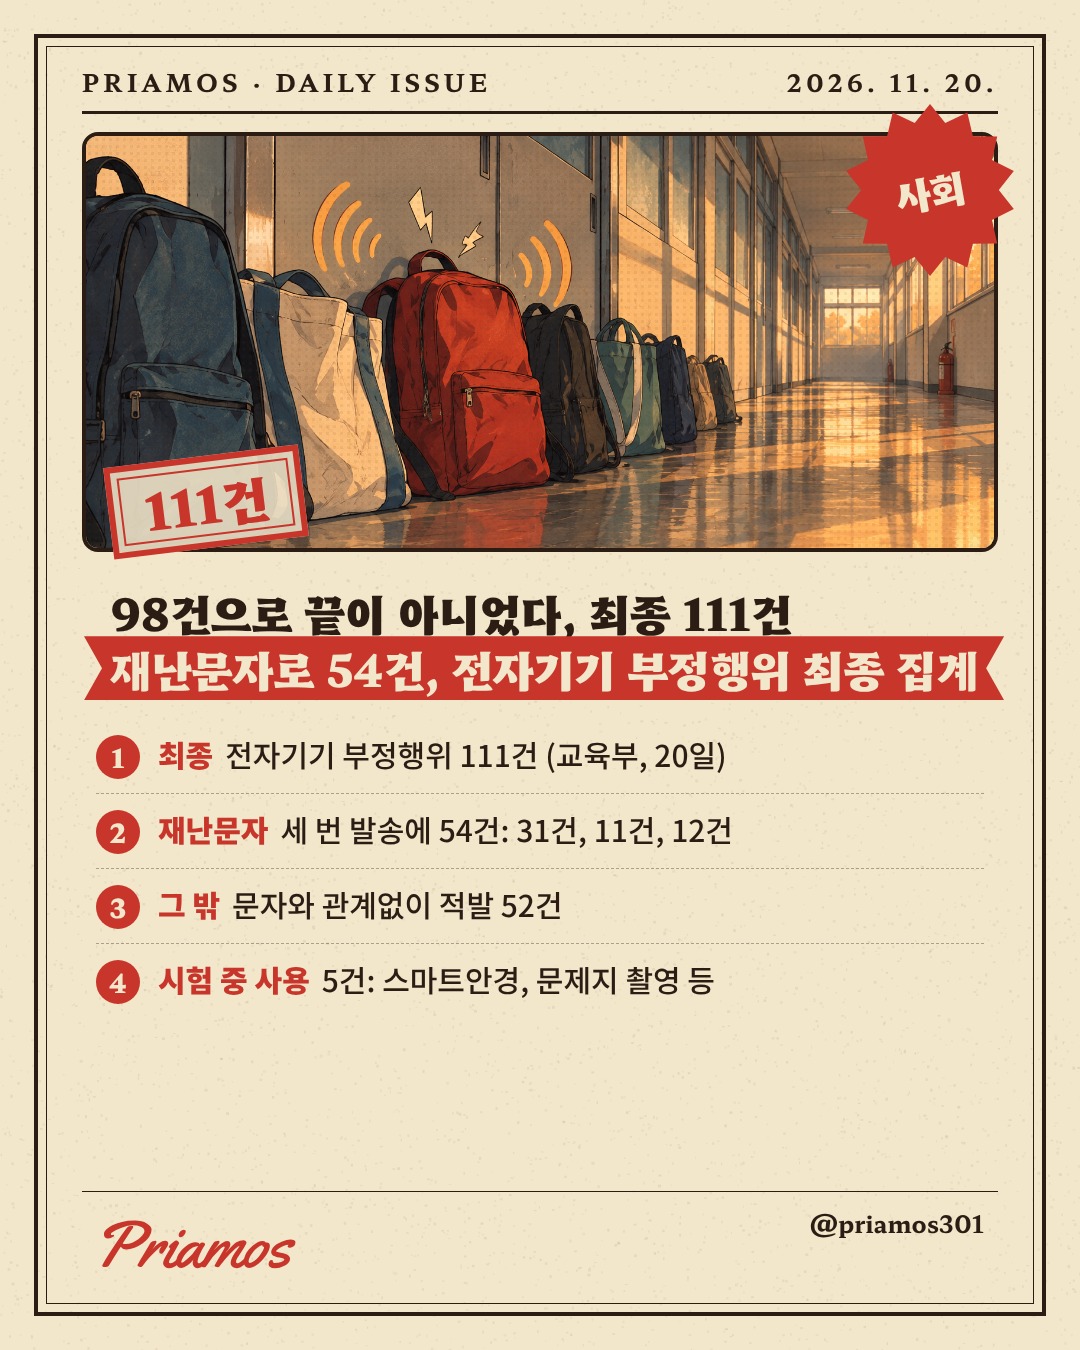 PRIAMOS · DAILY ISSUE
2026. 11. 20.
사회
111건
98건으로 끝이 아니었다, 최종 111건
재난문자로 54건, 전자기기 부정행위 최종 집계
1 최종 전자기기 부정행위 111건 (교육부, 20일)
2 재난문자 세 번 발송에 54건: 31건, 11건, 12건
3 그 밖 문자와 관계없이 적발 52건
4 시험 중 사용 5건: 스마트안경, 문제지 촬영 등
Priamos
@priamos301